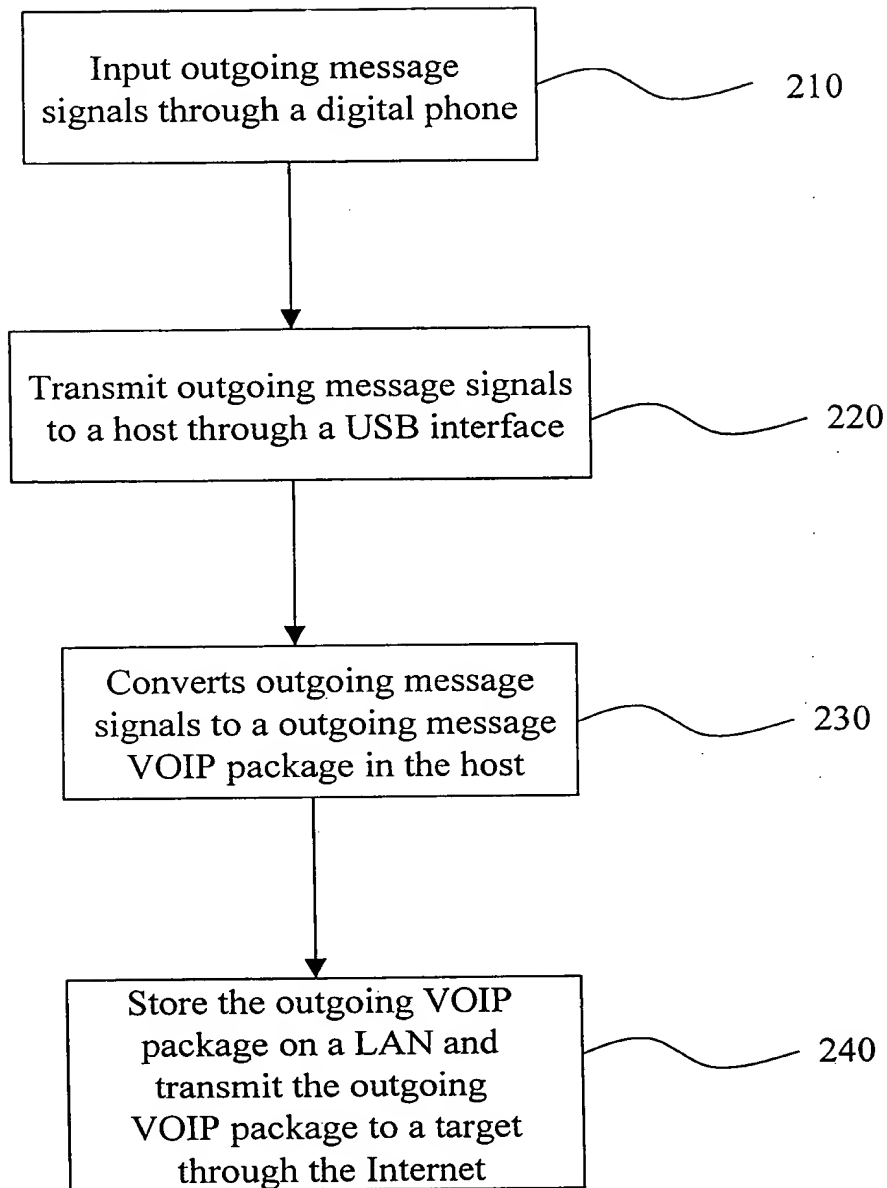 Input outgoing message
signals through a digital phone
210
Transmit outgoing message signals
to a host through a USB interface
220
Converts outgoing message
signals to a outgoing message
VOIP package in the host
230
Store the outgoing VOIP
package on a LAN and
transmit the outgoing
VOIP package to a target
through the Internet
240